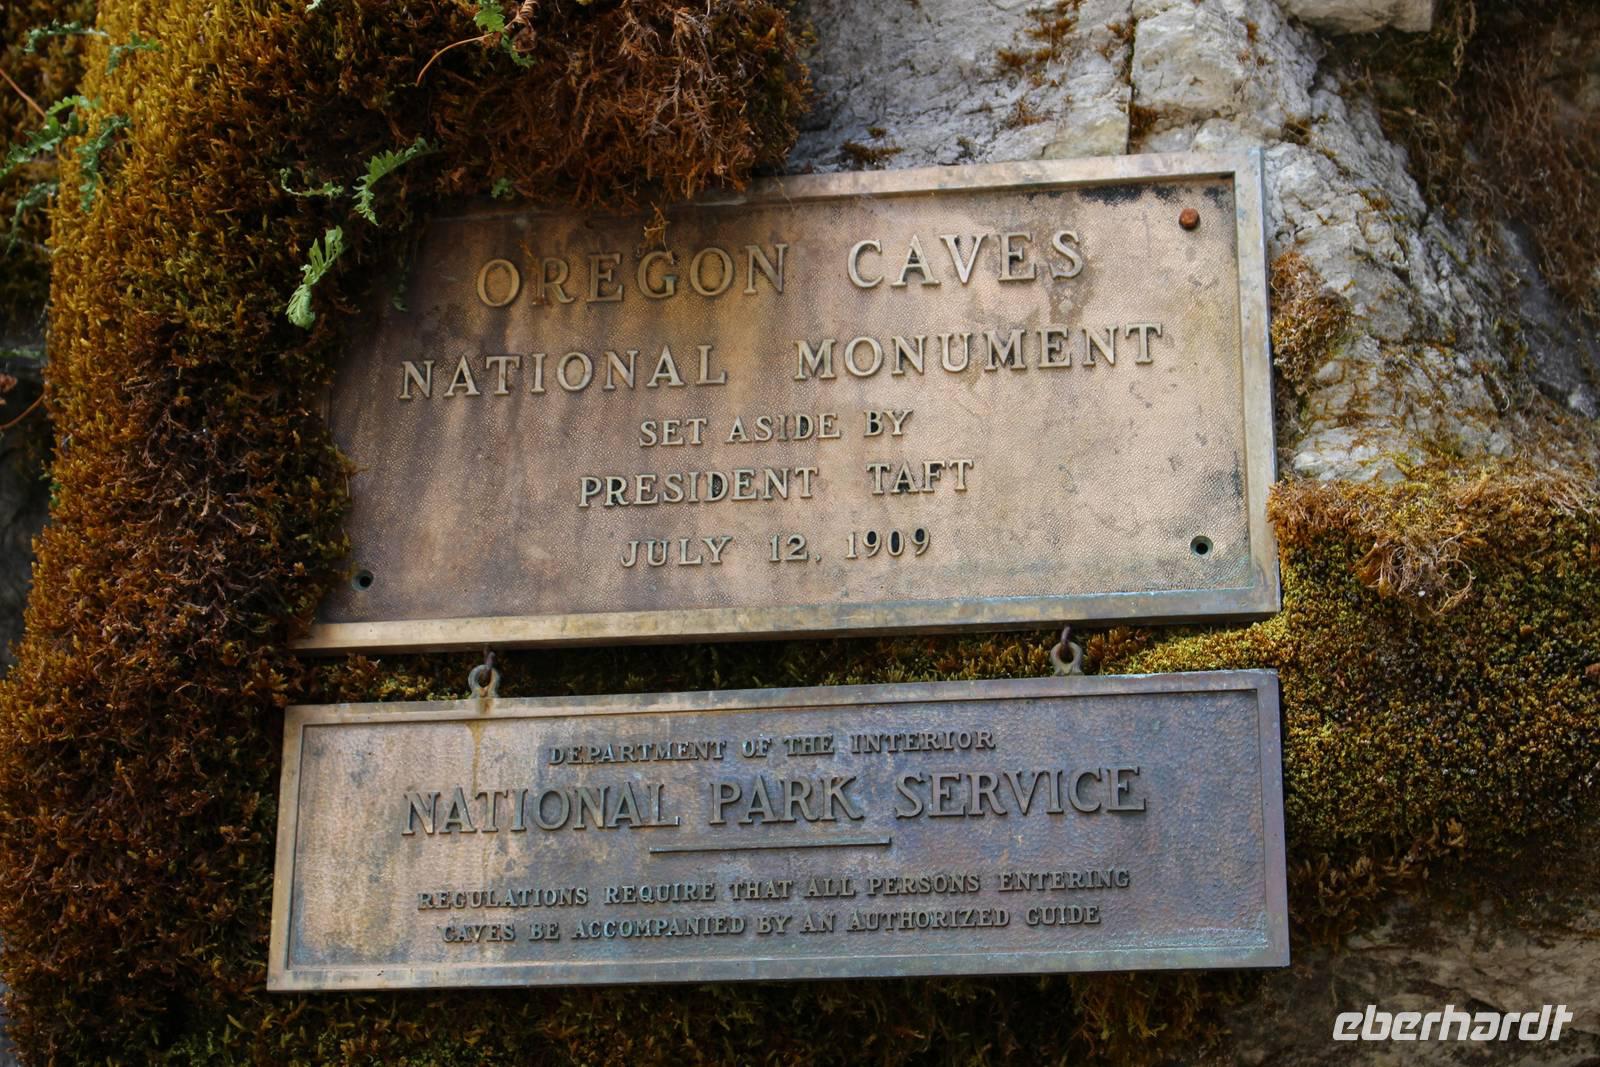 OREGON CAVES
NATIONAL MONUMENT
SET ASIDE BY
PRESIDENT TAFT
JULY 12, 1909
DEPARTMENT OF THE INTERIOR
NATIONAL PARK SERVICE
REGULATIONS REQUIRE THAT ALL PERSONS ENTERING
CAVES BE ACCOMPANIED BY AN AUTHORIZED GUIDE
eberhardt